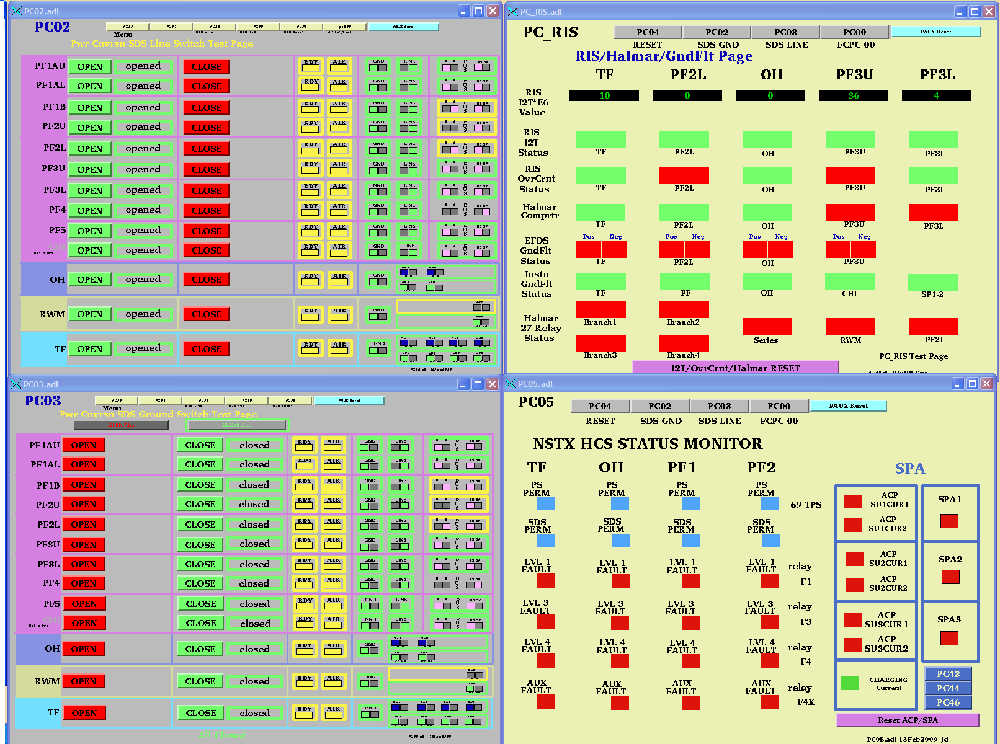 PC02.adl
PC02
Menu
Pwr Cnvrsn SDS Line Switch Test Page
PF1AU OPEN opened CLOSE RDY AIR GND LINE
PF1AL OPEN opened CLOSE RDY AIR GND LINE
PF1B OPEN opened CLOSE RDY AIR GND LINE
PF2U OPEN opened CLOSE RDY AIR GND LINE
PF2L OPEN opened CLOSE RDY AIR GND LINE
PF3U OPEN opened CLOSE RDY AIR GND LINE
PF3L OPEN opened CLOSE RDY AIR GND LINE
PF4 OPEN opened CLOSE RDY AIR GND LINE
PF5 OPEN opened CLOSE RDY AIR GND LINE
CHI OPEN opened CLOSE RDY AIR GND LINE
OH OPEN opened CLOSE RDY AIR GND
RWM OPEN opened CLOSE RDY AIR GND
TF OPEN opened CLOSE RDY AIR GND
PC_RIS.adl
PC_RIS
PC04 PC02 PC03 PC00 PAUX Reset
RESET SDS GND SDS LINE FCPC 00
RIS/Halmar/GndFlt Page
TF PF2L OH PF3U PF3L
RIS I2T*E6 Value
10 0 0 36 4
RIS I2T Status
TF PF2L OH PF3U PF3L
RIS OvrCrnt Status
TF PF2L OH PF3U PF3L
Halmar Comprtr
TF PF2L OH PF3U PF3L
Pos Neg Pos Neg Pos Neg Pos Neg
EFDS GndFlt Status
TF PF2L OH PF3U
Instn GndFlt Status
TF PF OH CHI SP1-2
Halmar 27 Relay Status
Branch1 Branch2
Series RWM PF2L
Branch3 Branch4
PC_RIS Test Page
I2T/OvrCrnt/Halmar RESET
PC03.adl
PC03
Menu
Pwr Cnvrsn SDS Ground Switch Test Page
OPEN ALL CLOSE ALL
PF1AU OPEN CLOSE closed RDY AIR GND LINE
PF1AL OPEN CLOSE closed RDY AIR GND LINE
PF1B OPEN CLOSE closed RDY AIR GND LINE
PF2U OPEN CLOSE closed RDY AIR GND LINE
PF2L OPEN CLOSE closed RDY AIR GND LINE
PF3U OPEN CLOSE closed RDY AIR GND LINE
PF3L OPEN CLOSE closed RDY AIR GND LINE
PF4 OPEN CLOSE closed RDY AIR GND LINE
PF5 OPEN CLOSE closed RDY AIR GND LINE
CHI OPEN CLOSE closed RDY AIR GND LINE
OH OPEN CLOSE closed RDY AIR GND
RWM OPEN CLOSE closed RDY AIR GND
TF OPEN CLOSE closed RDY AIR GND
All Closed
PC05.adl
PC05
PC04 PC02 PC03 PC00 PAUX Reset
RESET SDS GND SDS LINE FCPC 00
NSTX HCS STATUS MONITOR
TF OH PF1 PF2
PS PERM PS PERM PS PERM PS PERM 69-TPS
SDS PERM SDS PERM SDS PERM SDS PERM
LVL 1 FAULT LVL 1 FAULT LVL 1 FAULT LVL 1 FAULT relay F1
LVL 3 FAULT LVL 3 FAULT LVL 3 FAULT LVL 3 FAULT relay F3
LVL 4 FAULT LVL 4 FAULT LVL 4 FAULT LVL 4 FAULT relay F4
AUX FAULT AUX FAULT AUX FAULT AUX FAULT relay F4X
SPA
ACP SU1CUR1
ACP SU1CUR2
SPA1
ACP SU2CUR1
ACP SU2CUR2
SPA2
ACP SU3CUR1
ACP SU3CUR2
SPA3
CHARGING Current
PC43
PC44
PC46
Reset ACP/SPA
PC05.adl 13Feb2009 jd